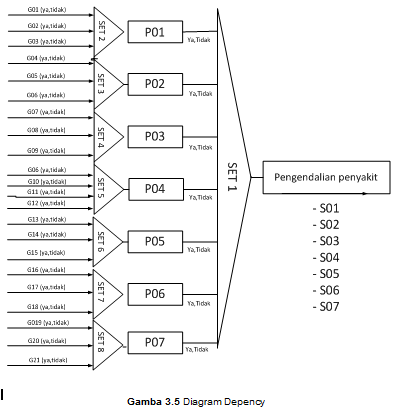 G01 (ya,tidak)
G02 (ya,tidak)
G03 (ya,tidak)
SET 2
P01
Ya,Tidak
G04 (ya,tidak)
G05 (ya,tidak)
G06 (ya,tidak)
SET 3
P02
Ya,Tidak
G07 (ya,tidak)
G08 (ya,tidak)
G09 (ya,tidak)
SET 4
P03
Ya,Tidak
G06 (ya,tidak)
G10 (ya,tidak)
G11 (ya,tidak)
G12 (ya,tidak)
SET 5
P04
Ya,Tidak
G13 (ya,tidak)
G14 (ya,tidak)
G15 (ya,tidak)
SET 6
P05
Ya,Tidak
G16 (ya,tidak)
G17 (ya,tidak)
G18 (ya,tidak)
SET 7
P06
Ya,Tidak
G019 (ya,tidak)
G20 (ya,tidak)
G21 (ya,tidak)
SET 8
P07
Ya,Tidak
SET 1
Pengendalian penyakit
- S01
- S02
- S03
- S04
- S05
- S06
- S07
Gamba 3.5 Diagram Depency